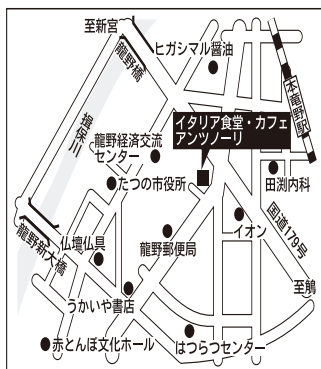 至新宮
龍野橋
ヒガシマル醤油
本竜野駅
揖保川
イタリア食堂・カフェ
アンツノーリ
龍野経済交流
センター
田渕内科
たつの市役所
龍野新大橋
仏壇仏具
龍野郵便局
イオン
国道179号
至鵤
うかいや書店
赤とんぼ文化ホール
はつらつセンター